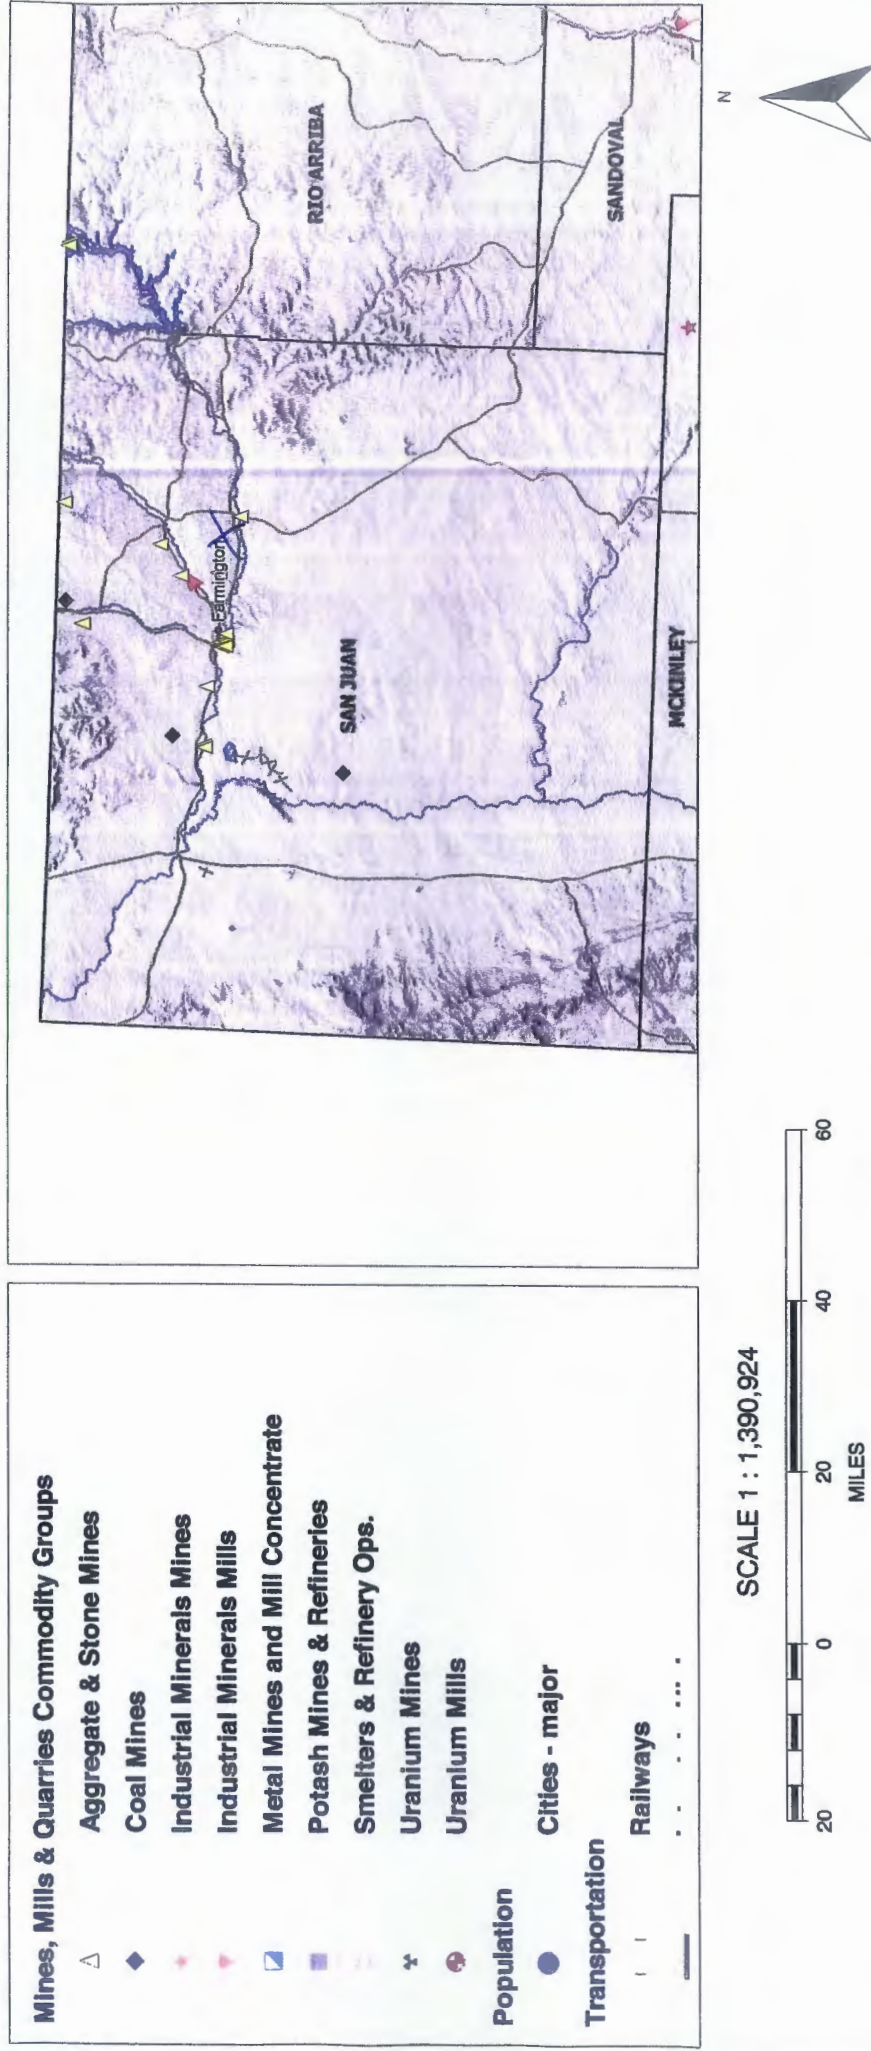 Mines, Mills & Quarries Commodity Groups
Aggregate & Stone Mines
Coal Mines
Industrial Minerals Mines
Industrial Minerals Mills
Metal Mines and Mill Concentrate
Potash Mines & Refineries
Smelters & Refinery Ops.
Uranium Mines
Uranium Mills
Population
Cities - major
Transportation
Railways
RIO ARRIBA
SANDOVAL
Farmington
SAN JUAN
MCKINLEY
N
SCALE 1 : 1,390,924
20 0 20 40 60
MILES